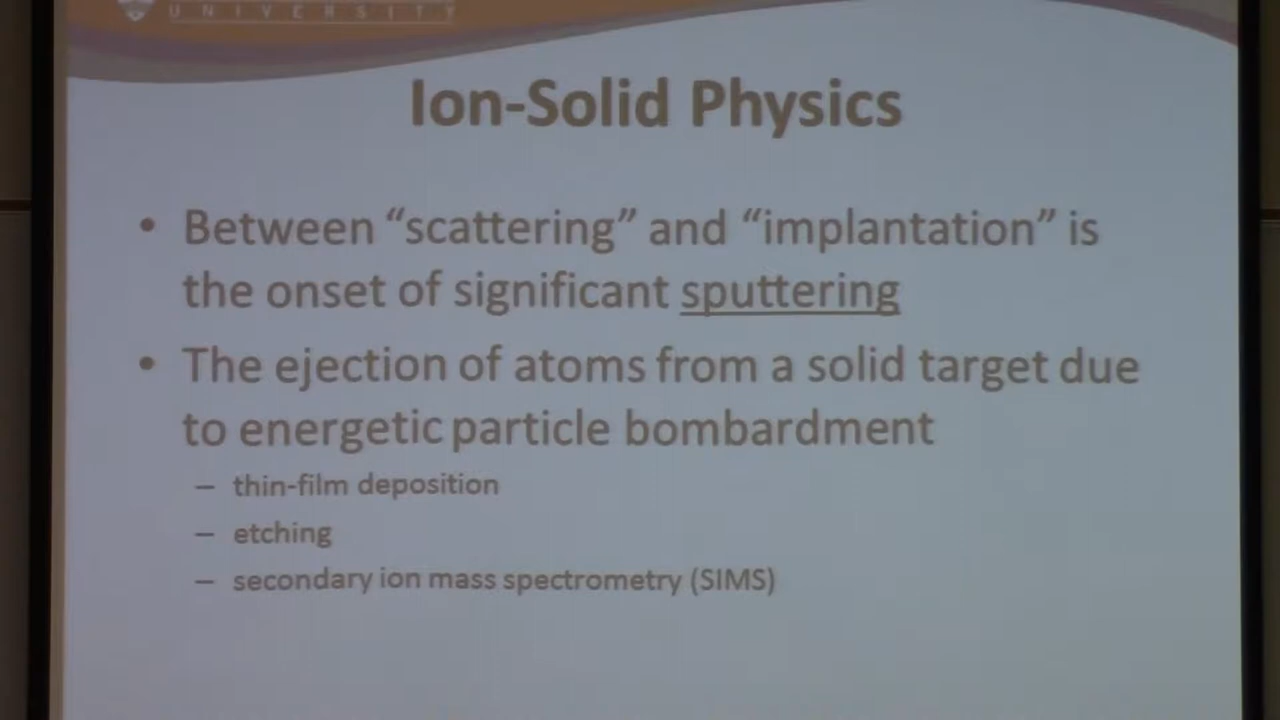 UNIVERSITY
Ion-Solid Physics
• Between “scattering” and “implantation” is
the onset of significant sputtering
• The ejection of atoms from a solid target due
to energetic particle bombardment
– thin-film deposition
– etching
– secondary ion mass spectrometry (SIMS)